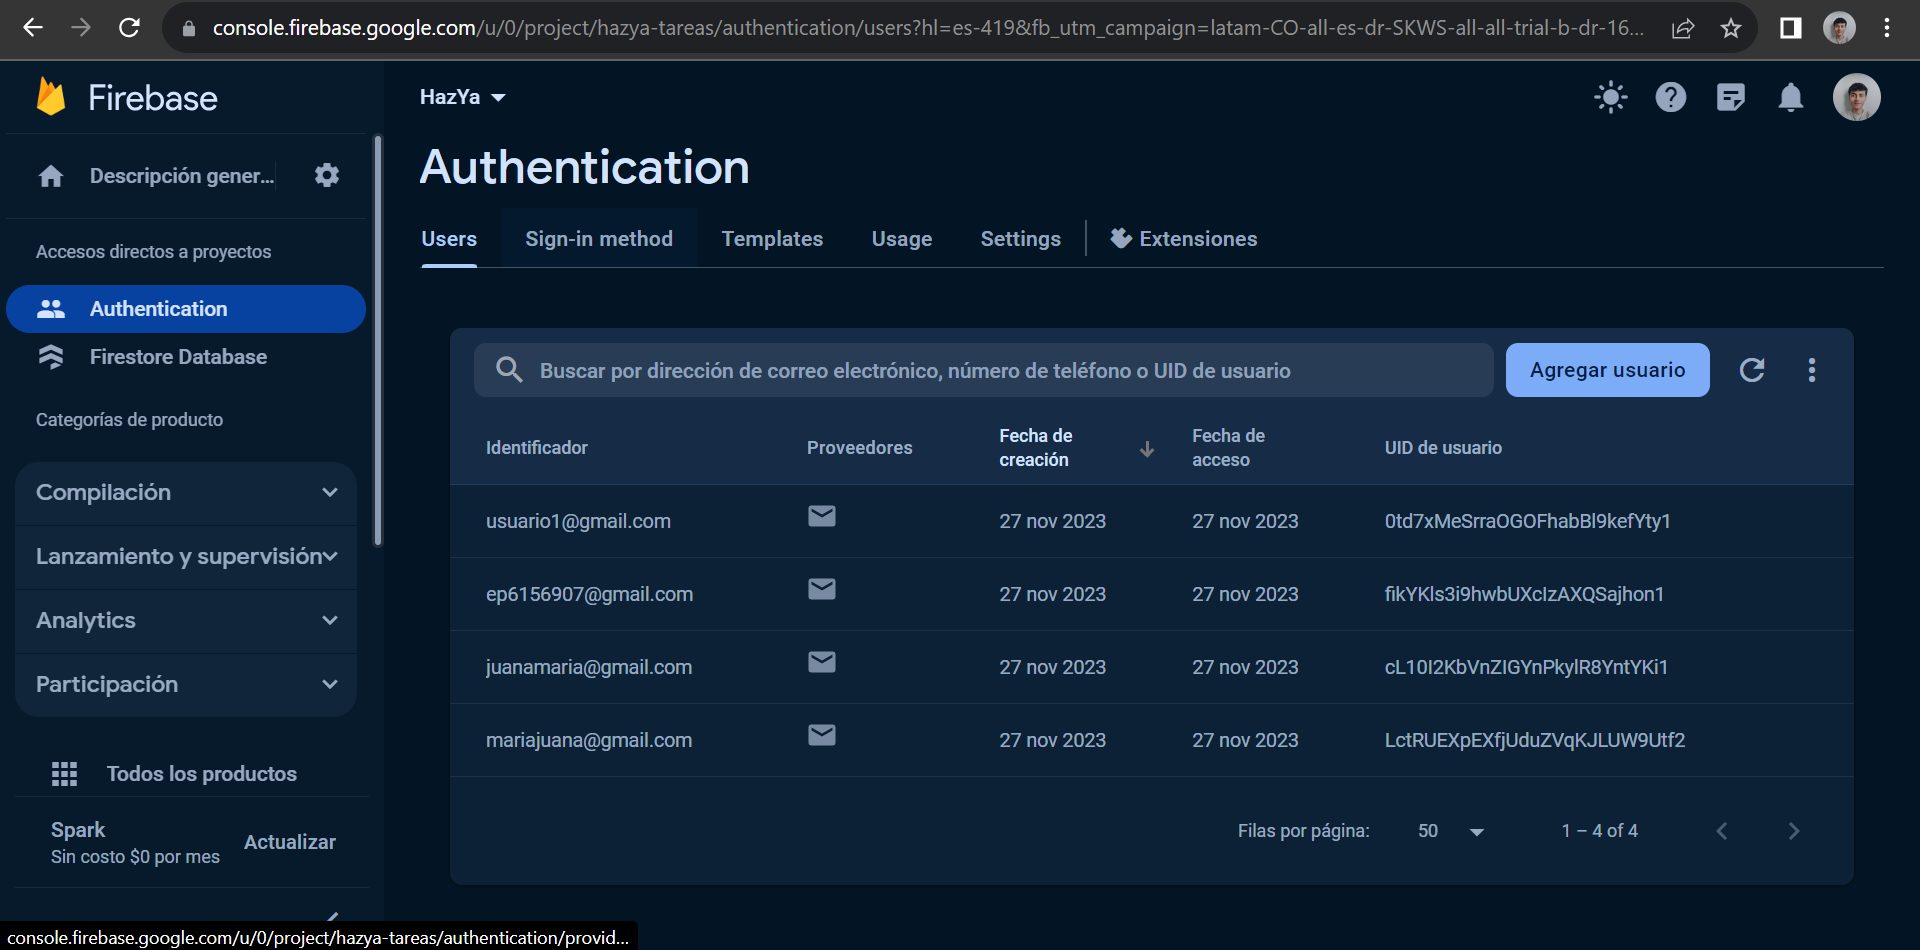 console.firebase.google.com/u/0/project/hazya-tareas/authentication/users?hl=es-419&fb_utm_campaign=latam-CO-all-es-dr-SKWS-all-all-trial-b-dr-16...
Firebase
HazYa
Descripción gener...
Authentication
Users Sign-in method Templates Usage Settings Extensiones
Accesos directos a proyectos
Authentication
Firestore Database
Categorías de producto
Compilación
Lanzamiento y supervisión
Analytics
Participación
Todos los productos
Spark
Sin costo $0 por mes
Actualizar
Buscar por dirección de correo electrónico, número de teléfono o UID de usuario
Agregar usuario
Identificador Proveedores Fecha de creación Fecha de acceso UID de usuario
usuario1@gmail.com 27 nov 2023 27 nov 2023 0td7xMeSrraOGOFhabBl9kefYty1
ep6156907@gmail.com 27 nov 2023 27 nov 2023 fikYKls3i9hwbUXcIzAXQSajhon1
juanamaria@gmail.com 27 nov 2023 27 nov 2023 cL10I2KbVnZIGYnPkylR8YntYKi1
mariajuana@gmail.com 27 nov 2023 27 nov 2023 LctRUEXpEXfjUduZVqKJLUW9Utf2
Filas por página: 50 1 – 4 of 4
console.firebase.google.com/u/0/project/hazya-tareas/authentication/provid...